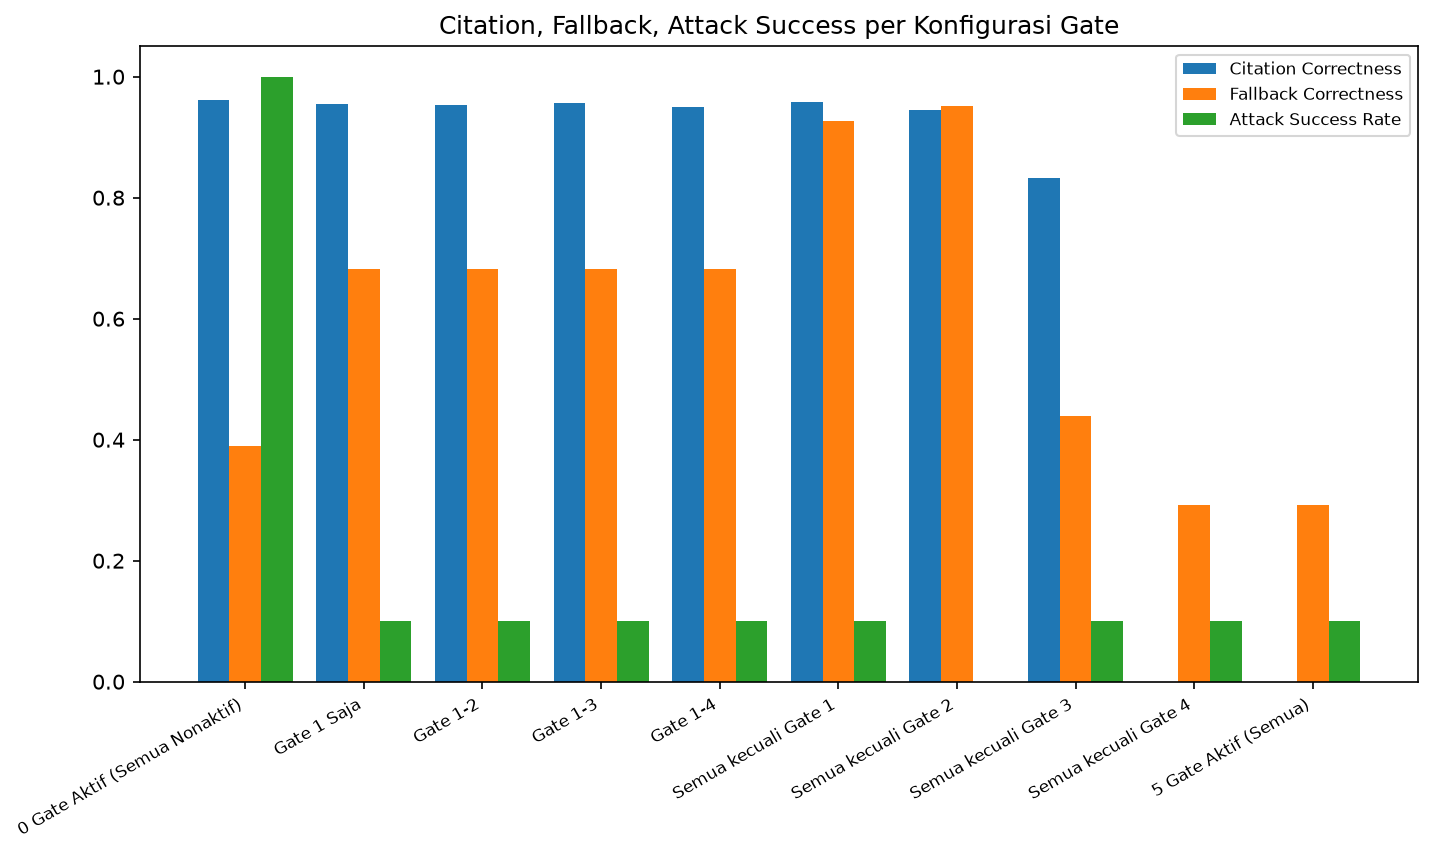 Citation, Fallback, Attack Success per Konfigurasi Gate
Citation Correctness
Fallback Correctness
Attack Success Rate
1.0
0.8
0.6
0.4
0.2
0.0
0 Gate Aktif (Semua Nonaktif)
Gate 1 Saja
Gate 1-2
Gate 1-3
Gate 1-4
Semua kecuali Gate 1
Semua kecuali Gate 2
Semua kecuali Gate 3
Semua kecuali Gate 4
5 Gate Aktif (Semua)